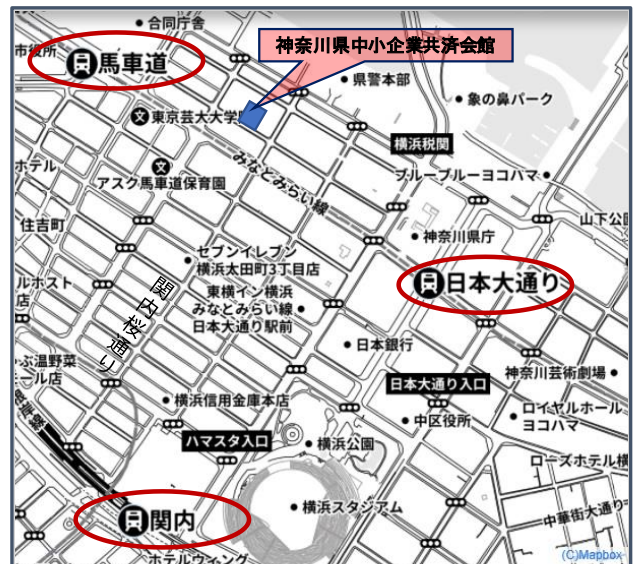 合同庁舎
市役所
馬車道
神奈川県中小企業共済会館
県警本部
象の鼻パーク
東京芸大大学
横浜税関
みなとみらい線
ホテル
アスク馬車道保育園
ブルーブルーヨコハマ
山下公
住吉町
神奈川県庁
セブンイレブン
横浜太田町3丁目店
ルホスト
店
関内桜通り
東横イン横浜
みなとみらい線
日本大通り駅前
日本大通り
日本銀行
ぶ温野菜
ール店
神奈川芸術劇場
日本大通り入口
横浜信用金庫本店
中区役所
ロイヤルホール
ヨコハマ
根岸線
ハマスタ入口
横浜公園
ローズホテル横
関内
横浜スタジアム
中華街大通り
ホテルウィング
(C)Mapbox